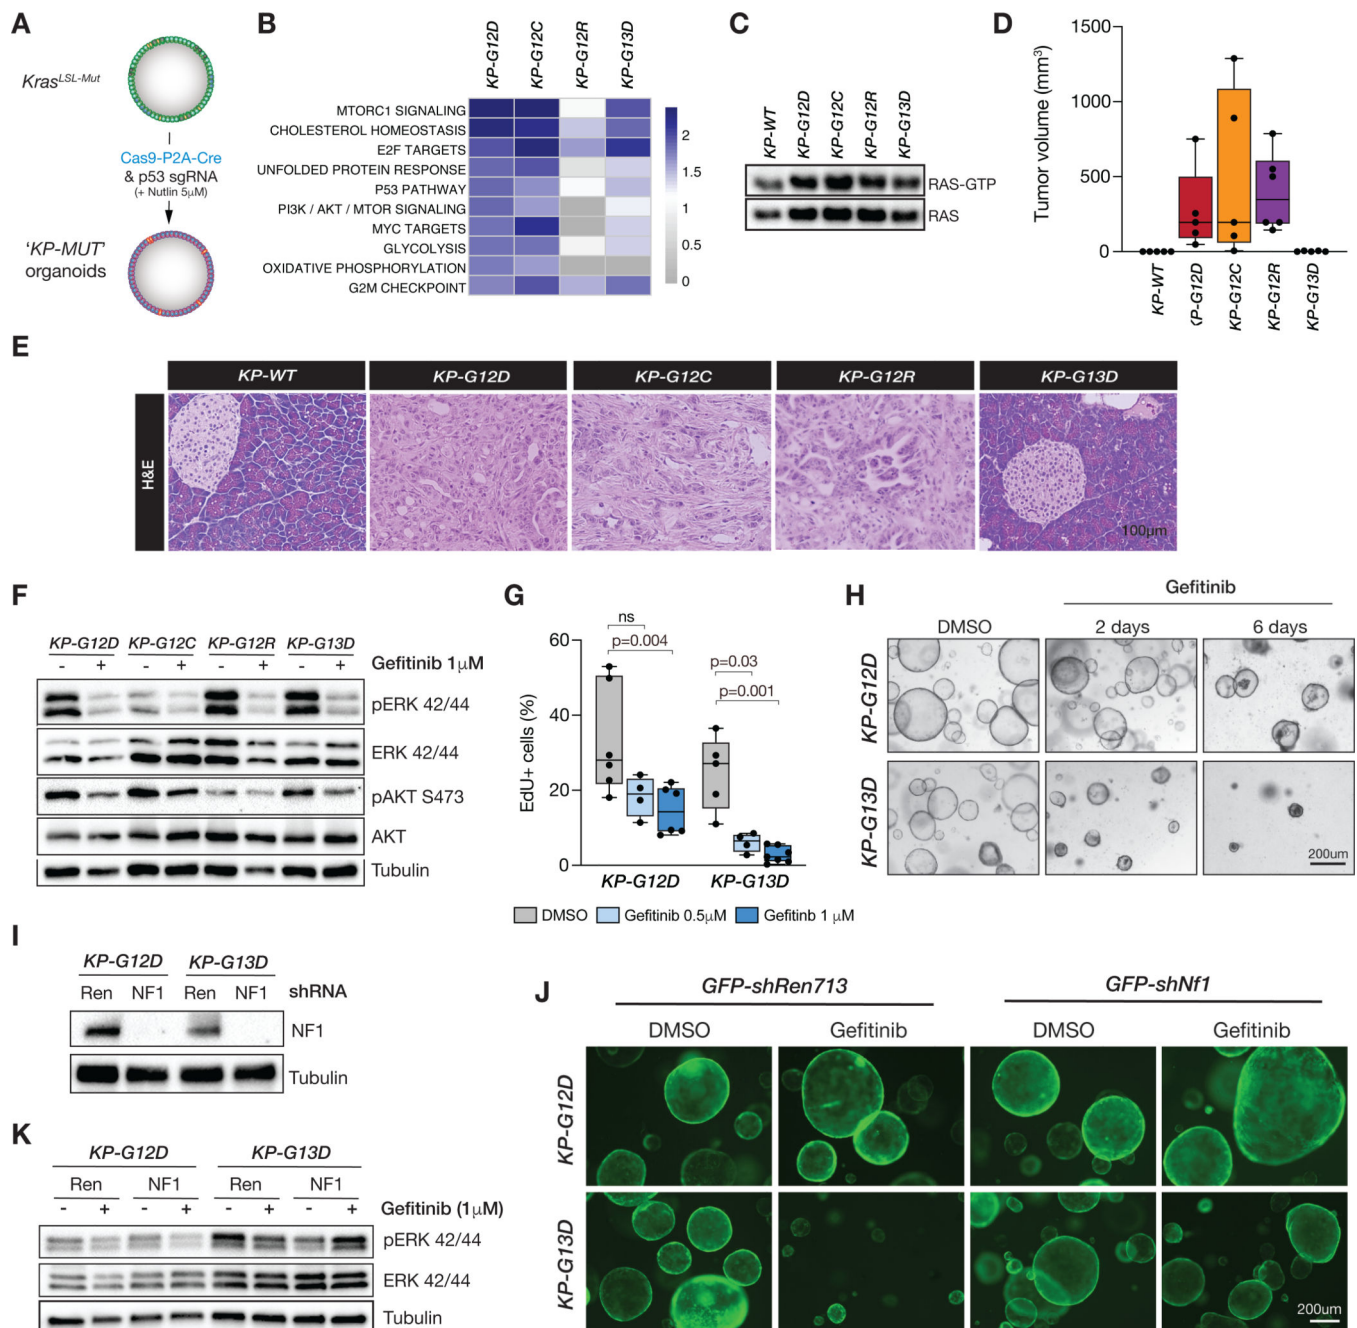 A
Kras^LSL-Mut
Cas9-P2A-Cre
& p53 sgRNA
(+ Nutlin 5μM)
'KP-MUT'
organoids
B
KP-G12D KP-G12C KP-G12R KP-G13D
MTORC1 SIGNALING
CHOLESTEROL HOMEOSTASIS
E2F TARGETS
UNFOLDED PROTEIN RESPONSE
P53 PATHWAY
PI3K / AKT / MTOR SIGNALING
MYC TARGETS
GLYCOLYSIS
OXIDATIVE PHOSPHORYLATION
G2M CHECKPOINT
2
1.5
1
0.5
0
C
KP-WT KP-G12D KP-G12C KP-G12R KP-G13D
RAS-GTP
RAS
D
Tumor volume (mm³)
1500
1000
500
0
KP-WT KP-G12D KP-G12C KP-G12R KP-G13D
E
KP-WT KP-G12D KP-G12C KP-G12R KP-G13D
H&E
100μm
F
KP-G12D KP-G12C KP-G12R KP-G13D
- + - + - + - + Gefitinib 1μM
pERK 42/44
ERK 42/44
pAKT S473
AKT
Tubulin
G
EdU+ cells (%)
60
40
20
0
ns
p=0.004
p=0.03
p=0.001
KP-G12D KP-G13D
DMSO Gefitinib 0.5μM Gefitinb 1 μM
H
Gefitinib
DMSO 2 days 6 days
KP-G12D
KP-G13D
200um
I
KP-G12D KP-G13D
Ren NF1 Ren NF1 shRNA
NF1
Tubulin
J
GFP-shRen713 GFP-shNf1
DMSO Gefitinib DMSO Gefitinib
KP-G12D
KP-G13D
200um
K
KP-G12D KP-G13D
Ren NF1 Ren NF1
- + - + - + - + Gefitinib (1μM)
pERK 42/44
ERK 42/44
Tubulin